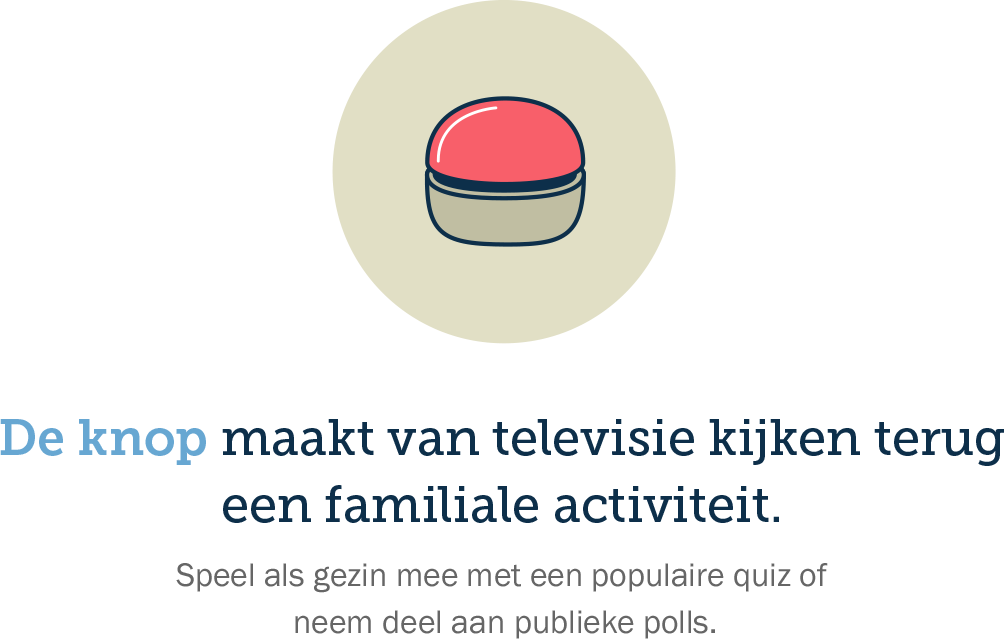 De knop maakt van televisie kijken terug
een familiale activiteit.
Speel als gezin mee met een populaire quiz of
neem deel aan publieke polls.